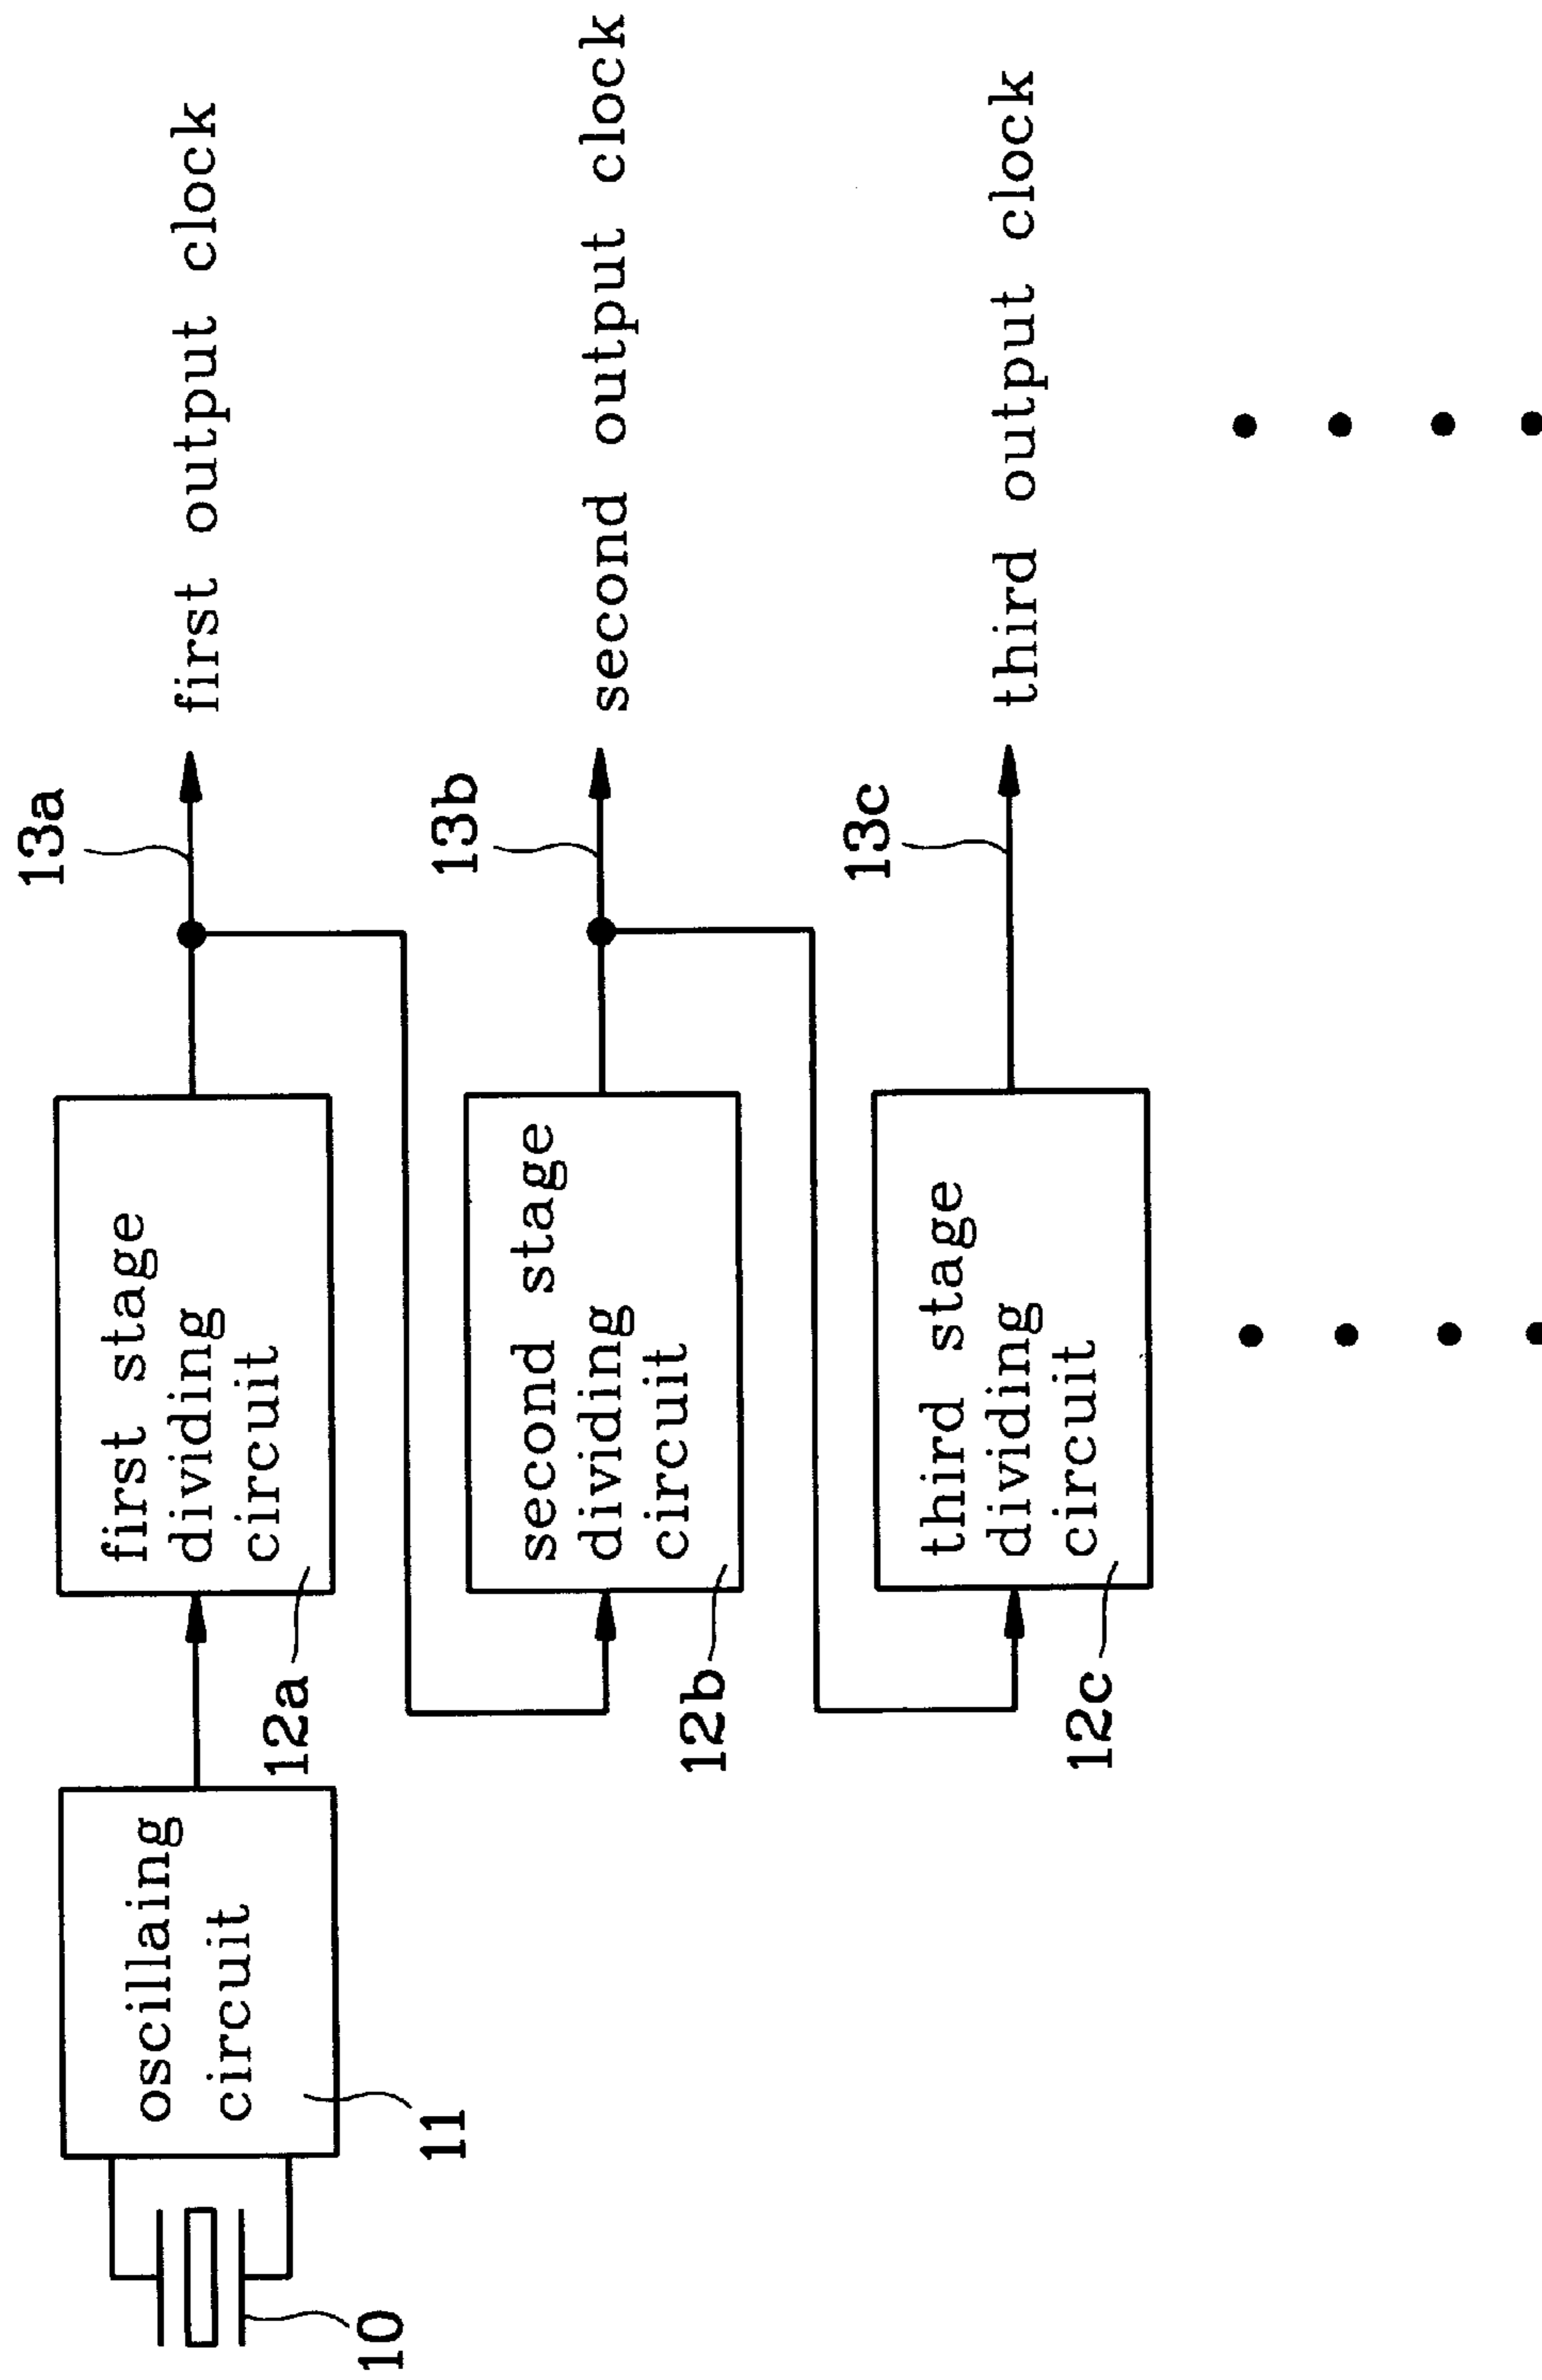 10
oscillaing
circuit
11
first stage
dividing
circuit
12a
13a
first output clock
second stage
dividing
circuit
12b
13b
second output clock
third stage
dividing
circuit
12c
13c
third output clock